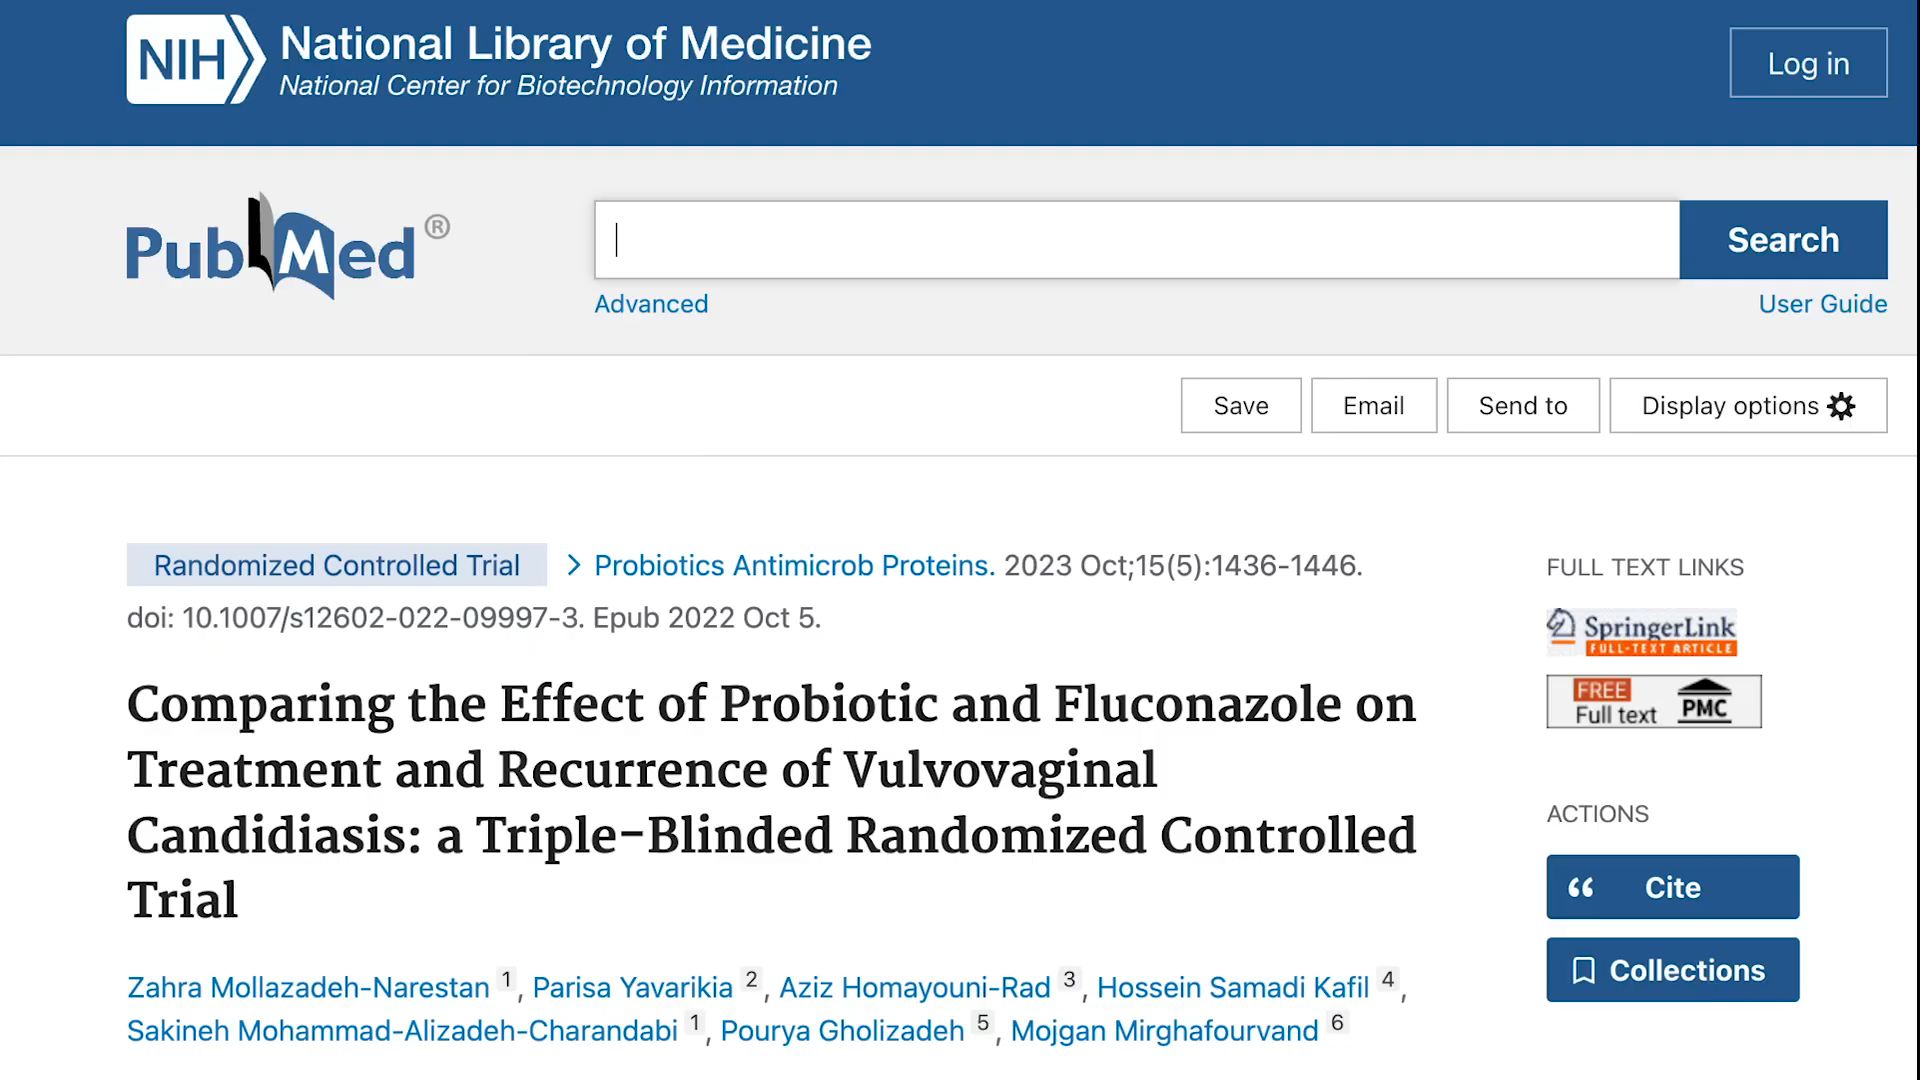 NIH National Library of Medicine
National Center for Biotechnology Information
Log in
PubMed®
Search
Advanced
User Guide
Save
Email
Send to
Display options
Randomized Controlled Trial > Probiotics Antimicrob Proteins. 2023 Oct;15(5):1436-1446.
doi: 10.1007/s12602-022-09997-3. Epub 2022 Oct 5.
Comparing the Effect of Probiotic and Fluconazole on
Treatment and Recurrence of Vulvovaginal
Candidiasis: a Triple-Blinded Randomized Controlled
Trial
Zahra Mollazadeh-Narestan 1, Parisa Yavarikia 2, Aziz Homayouni-Rad 3, Hossein Samadi Kafil 4,
Sakineh Mohammad-Alizadeh-Charandabi 1, Pourya Gholizadeh 5, Mojgan Mirghafourvand 6
FULL TEXT LINKS
SpringerLink
FULL-TEXT ARTICLE
FREE
Full text PMC
ACTIONS
Cite
Collections